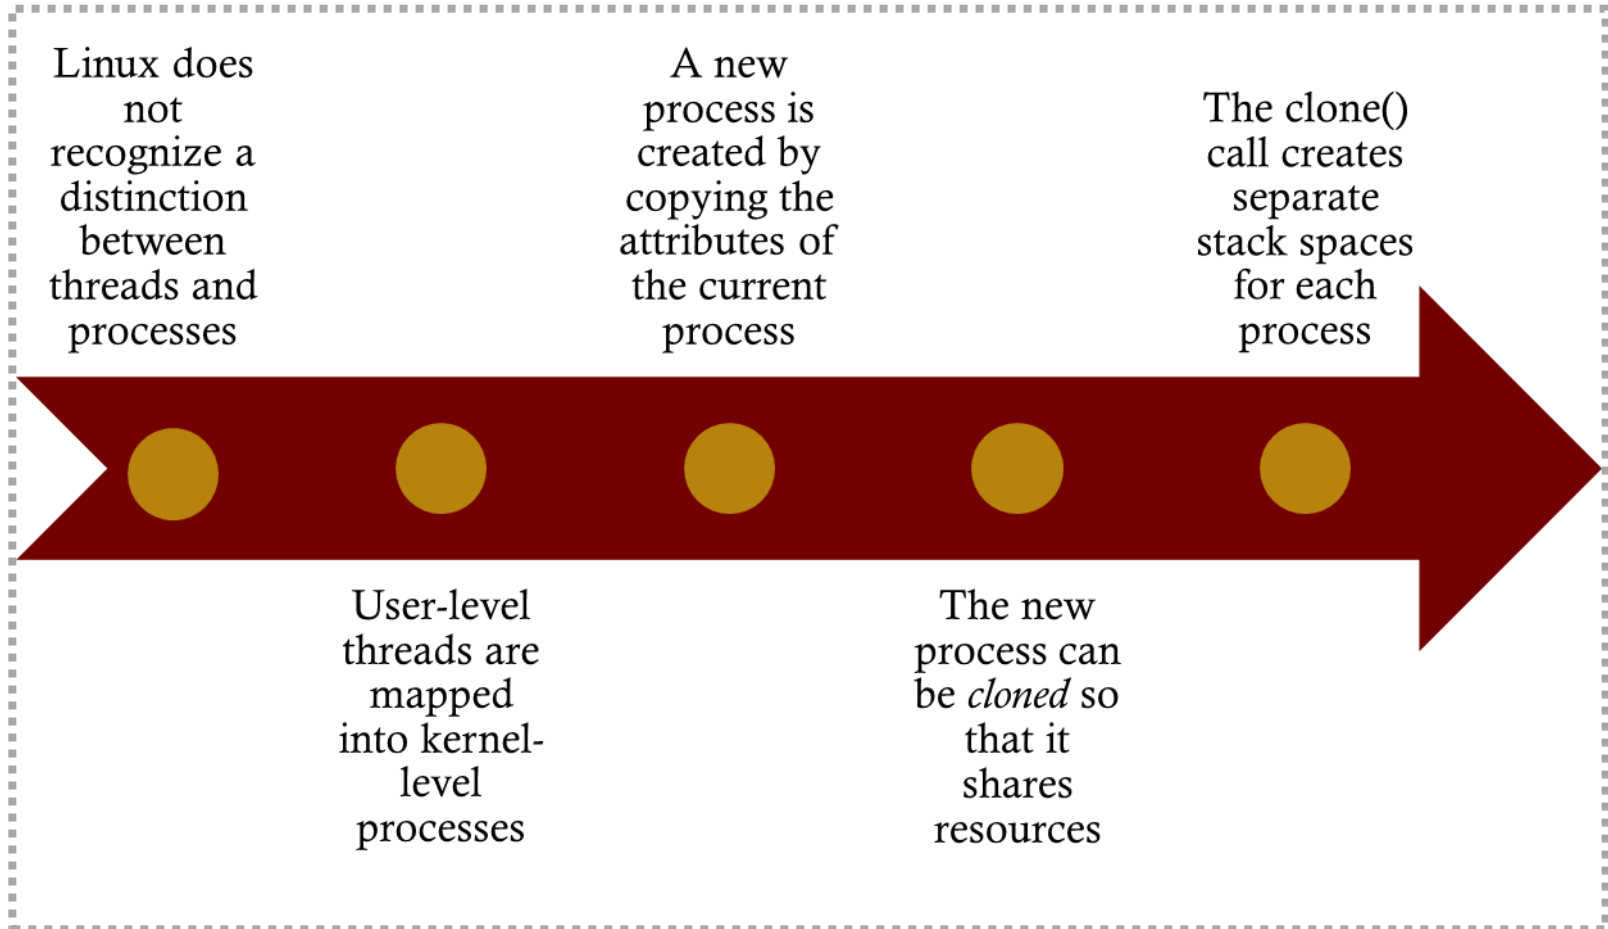 Linux does
not
recognize a
distinction
between
threads and
processes
User-level
threads are
mapped
into kernel-
level
processes
A new
process is
created by
copying the
attributes of
the current
process
The new
process can
be cloned so
that it
shares
resources
The clone()
call creates
separate
stack spaces
for each
process